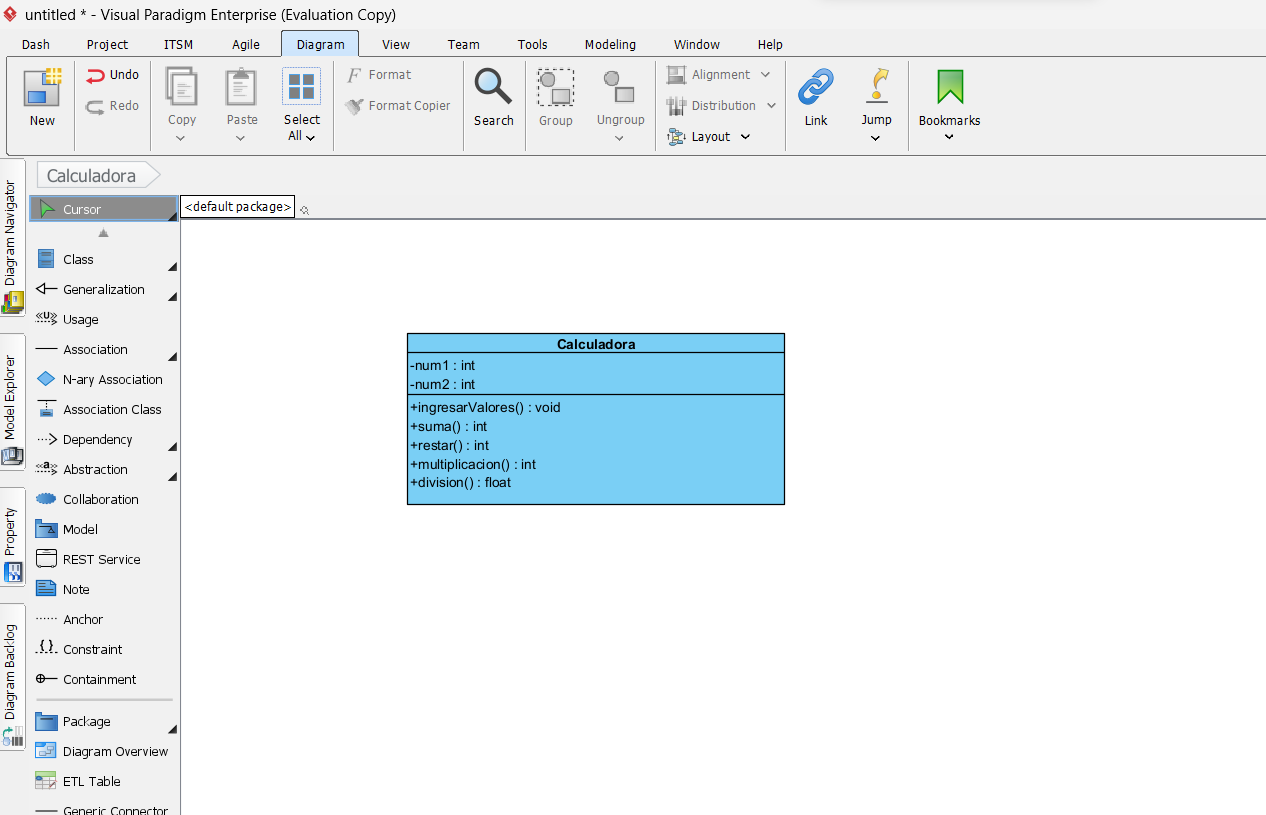 untitled * - Visual Paradigm Enterprise (Evaluation Copy)
Dash Project ITSM Agile Diagram View Team Tools Modeling Window Help
New
Undo
Redo
Copy
Paste
Select
All
Format
Format Copier
Search
Group
Ungroup
Alignment
Distribution
Layout
Link
Jump
Bookmarks
Diagram Navigator
Model Explorer
Property
Diagram Backlog
Calculadora
Cursor
<default package>
Class
Generalization
Usage
Association
N-ary Association
Association Class
Dependency
Abstraction
Collaboration
Model
REST Service
Note
Anchor
Constraint
Containment
Package
Diagram Overview
ETL Table
Generic Connector
Calculadora
-num1 : int
-num2 : int
+ingresarValores() : void
+suma() : int
+restar() : int
+multiplicacion() : int
+division() : float